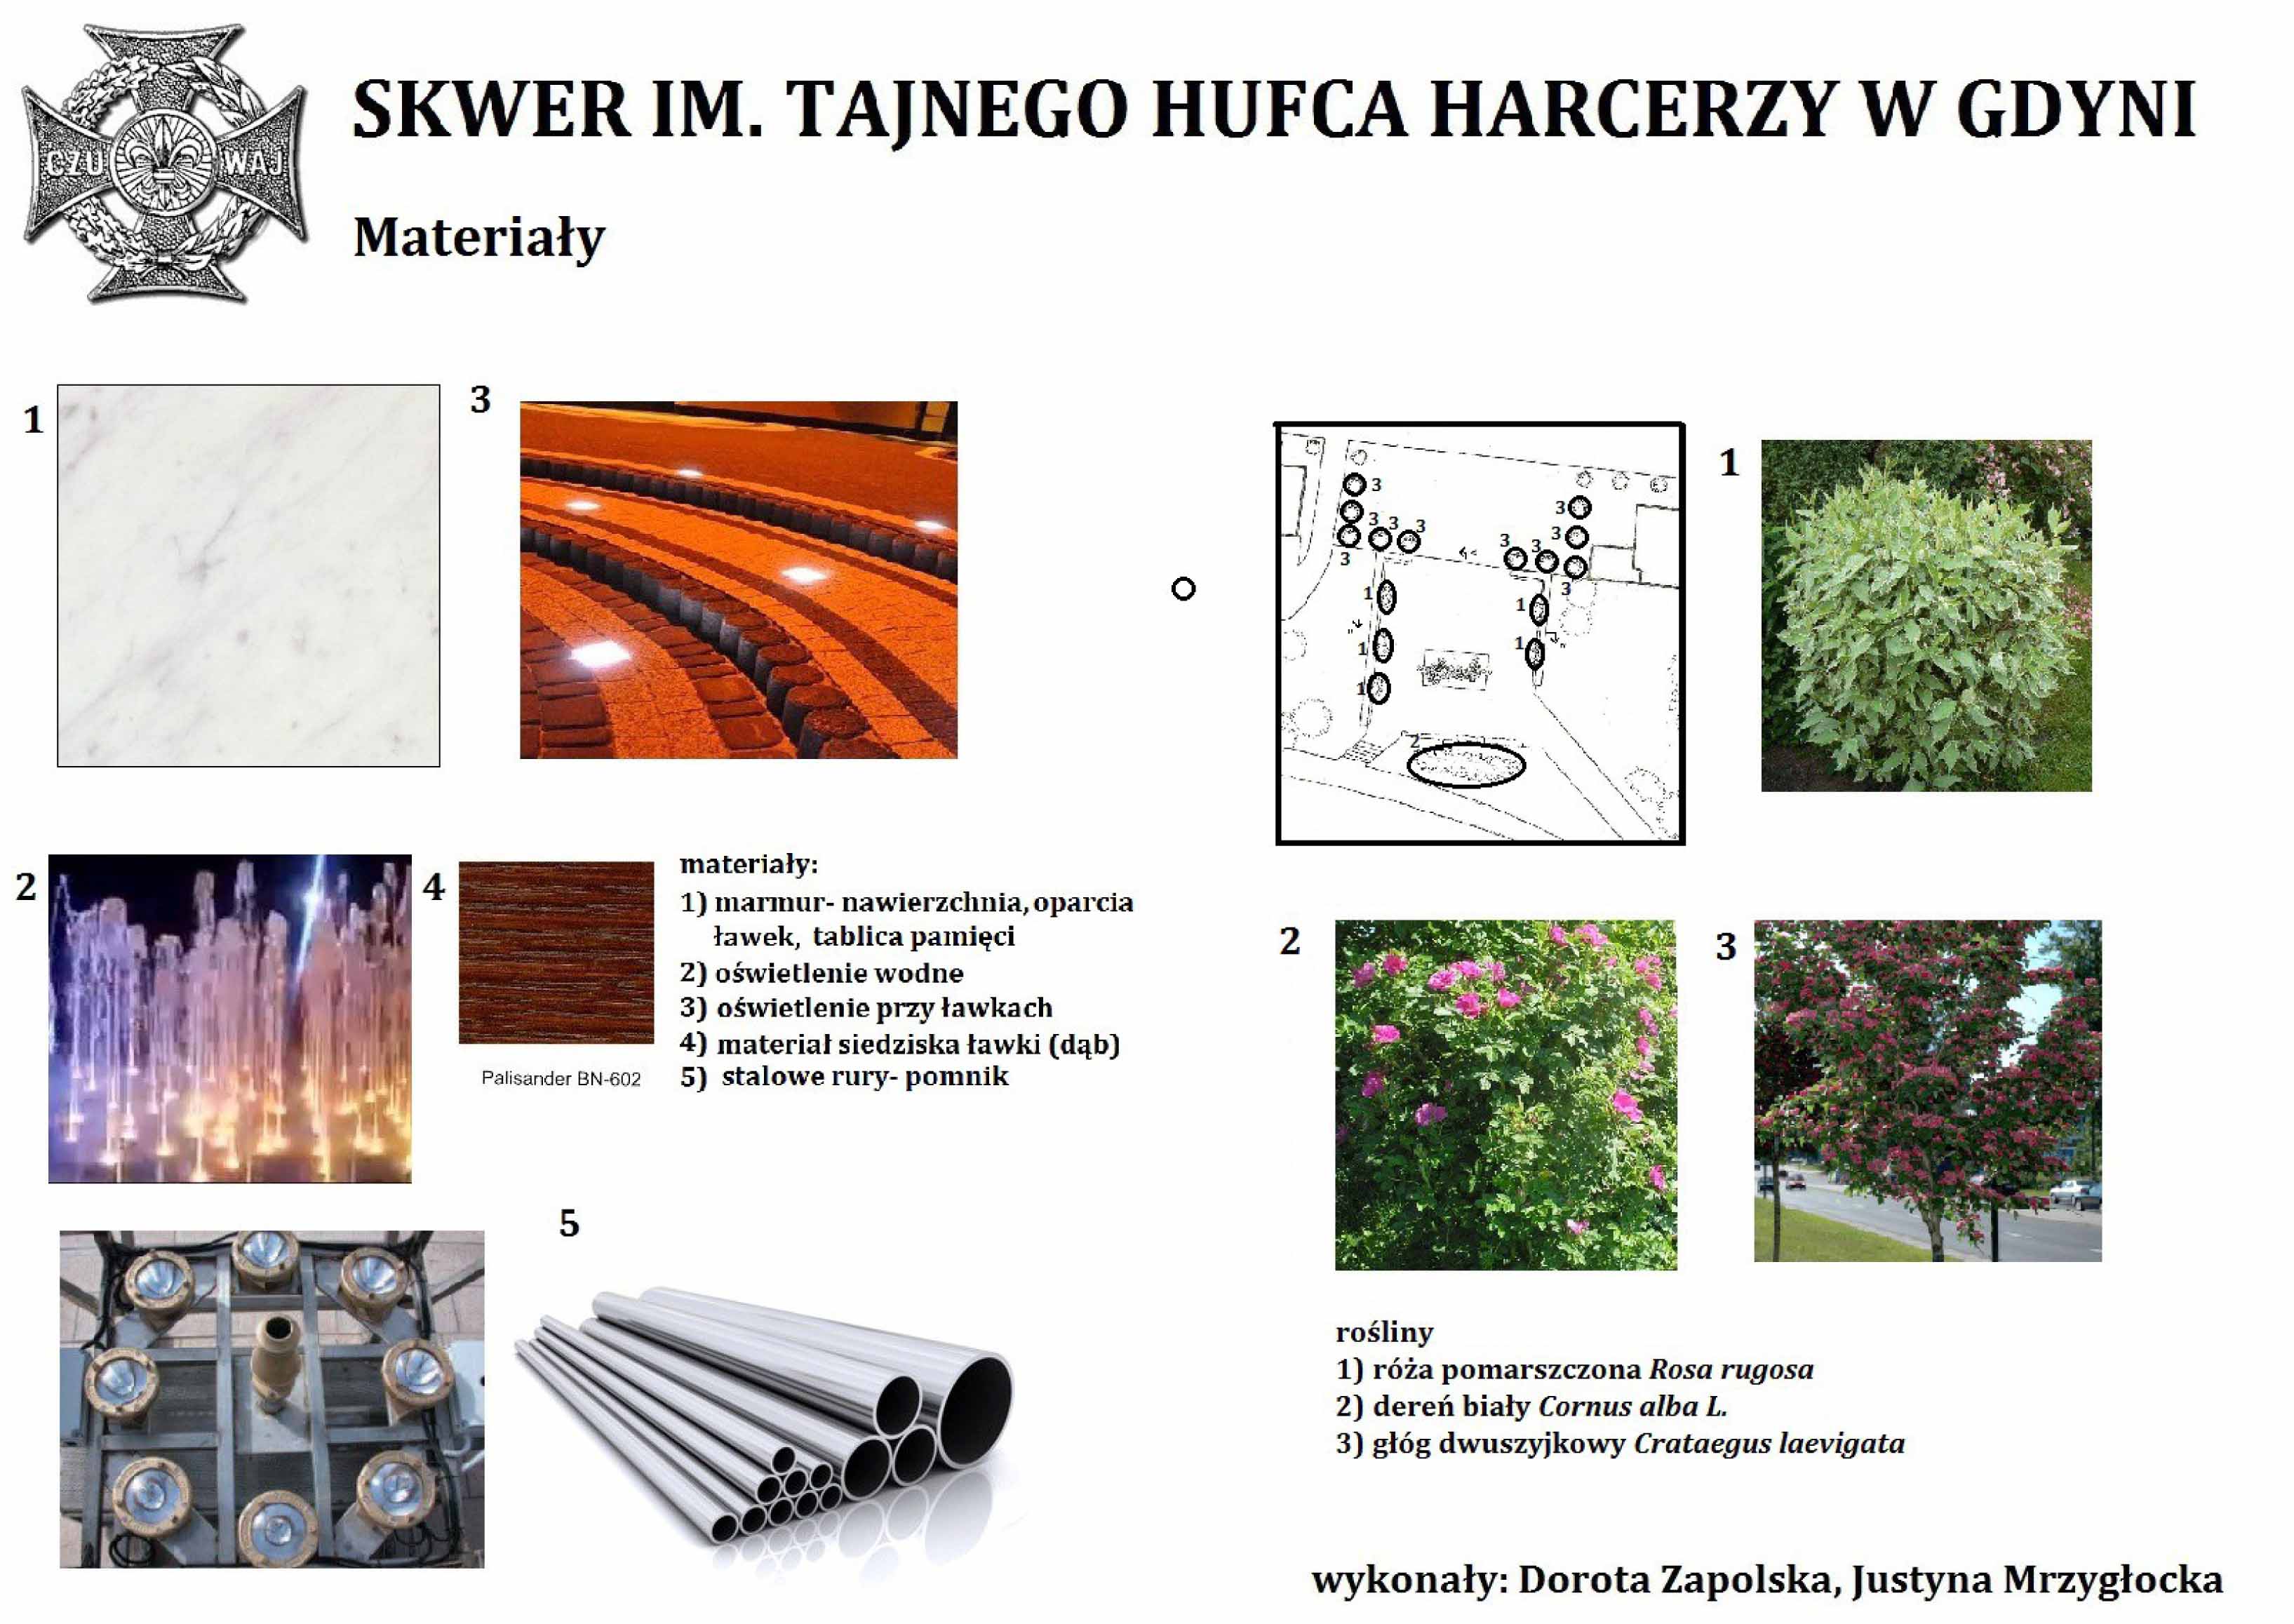 CZU WAJ
SKWER IM. TAJNEGO HUFCA HARCERZY W GDYNI
Materiały
1
3
2
4
Palisander BN-602
materiały:
1) marmur- nawierzchnia, oparcia
ławek, tablica pamięci
2) oświetlenie wodne
3) oświetlenie przy ławkach
4) materiał siedziska ławki (dąb)
5) stalowe rury- pomnik
5
3
3 3 3
3
3
3
3 3
3
1
1
1
1
1
2
1
2
3
rośliny
1) róża pomarszczona Rosa rugosa
2) dereń biały Cornus alba L.
3) głóg dwuszyjkowy Crataegus laevigata
wykonały: Dorota Zapolska, Justyna Mrzygłocka